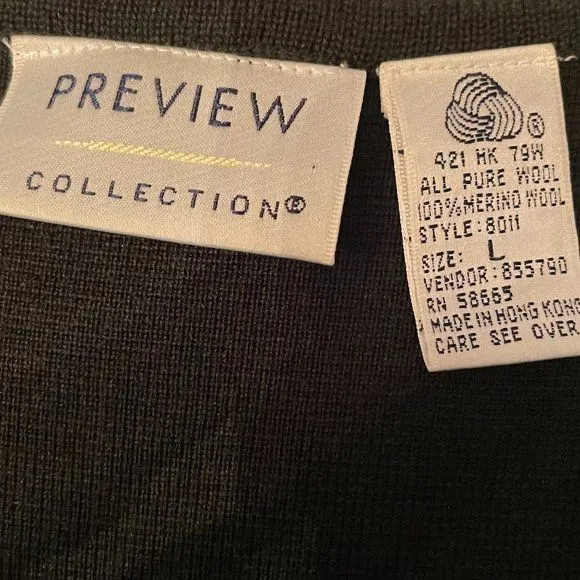 PREVIEW
COLLECTION®
®
421 HK 79W
ALL PURE WOOL
100% MERINO WOOL
STYLE:8011
SIZE: L
VENDOR:855790
RN 58665
MADE IN HONG KONG
CARE SEE OVER